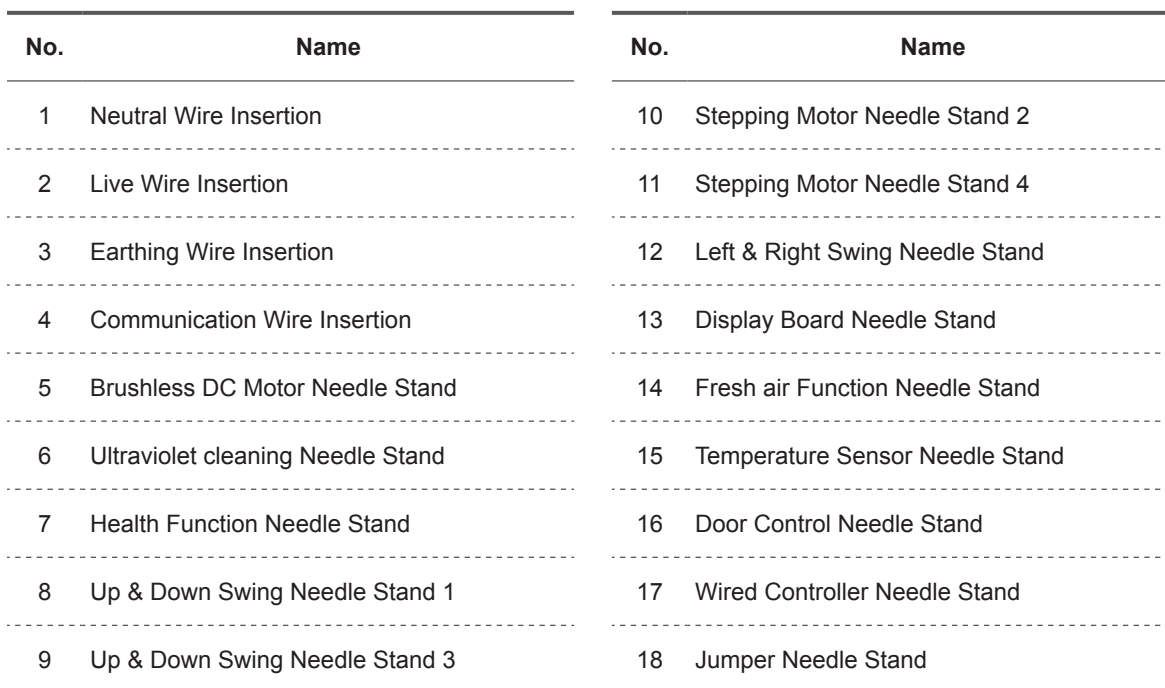 No. Name
1 Neutral Wire Insertion
2 Live Wire Insertion
3 Earthing Wire Insertion
4 Communication Wire Insertion
5 Brushless DC Motor Needle Stand
6 Ultraviolet cleaning Needle Stand
7 Health Function Needle Stand
8 Up & Down Swing Needle Stand 1
9 Up & Down Swing Needle Stand 3
No. Name
10 Stepping Motor Needle Stand 2
11 Stepping Motor Needle Stand 4
12 Left & Right Swing Needle Stand
13 Display Board Needle Stand
14 Fresh air Function Needle Stand
15 Temperature Sensor Needle Stand
16 Door Control Needle Stand
17 Wired Controller Needle Stand
18 Jumper Needle Stand